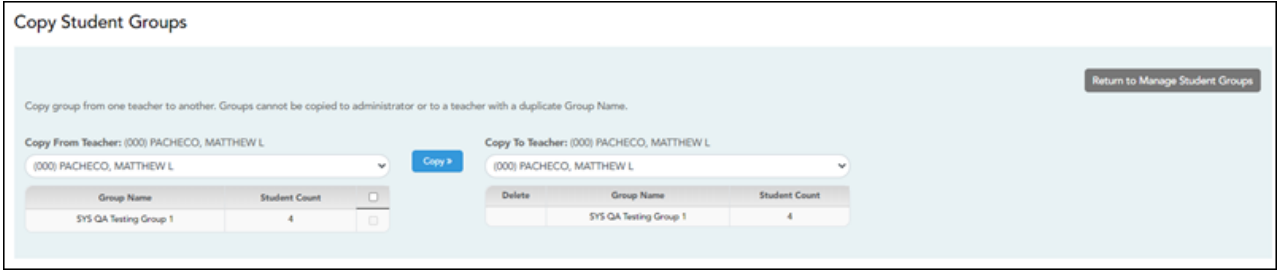 Copy Student Groups
Return to Manage Student Groups
Copy group from one teacher to another. Groups cannot be copied to administrator or to a teacher with a duplicate Group Name.
Copy From Teacher: (000) PACHECO, MATTHEW L
(000) PACHECO, MATTHEW L
Group Name Student Count
SYS QA Testing Group 1 4
Copy »
Copy To Teacher: (000) PACHECO, MATTHEW L
(000) PACHECO, MATTHEW L
Delete Group Name Student Count
SYS QA Testing Group 1 4